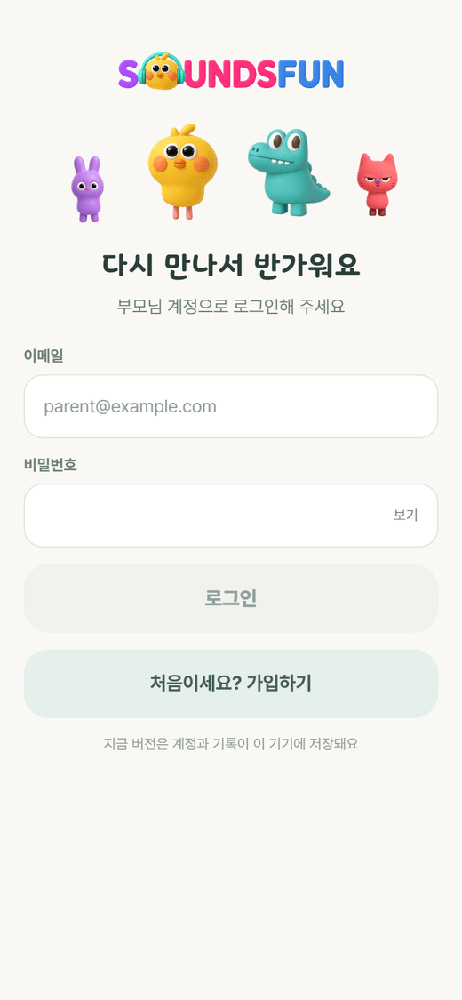 SOUNDSFUN
다시 만나서 반가워요
부모님 계정으로 로그인해 주세요
이메일
parent@example.com
비밀번호
보기
로그인
처음이세요? 가입하기
지금 버전은 계정과 기록이 이 기기에 저장돼요